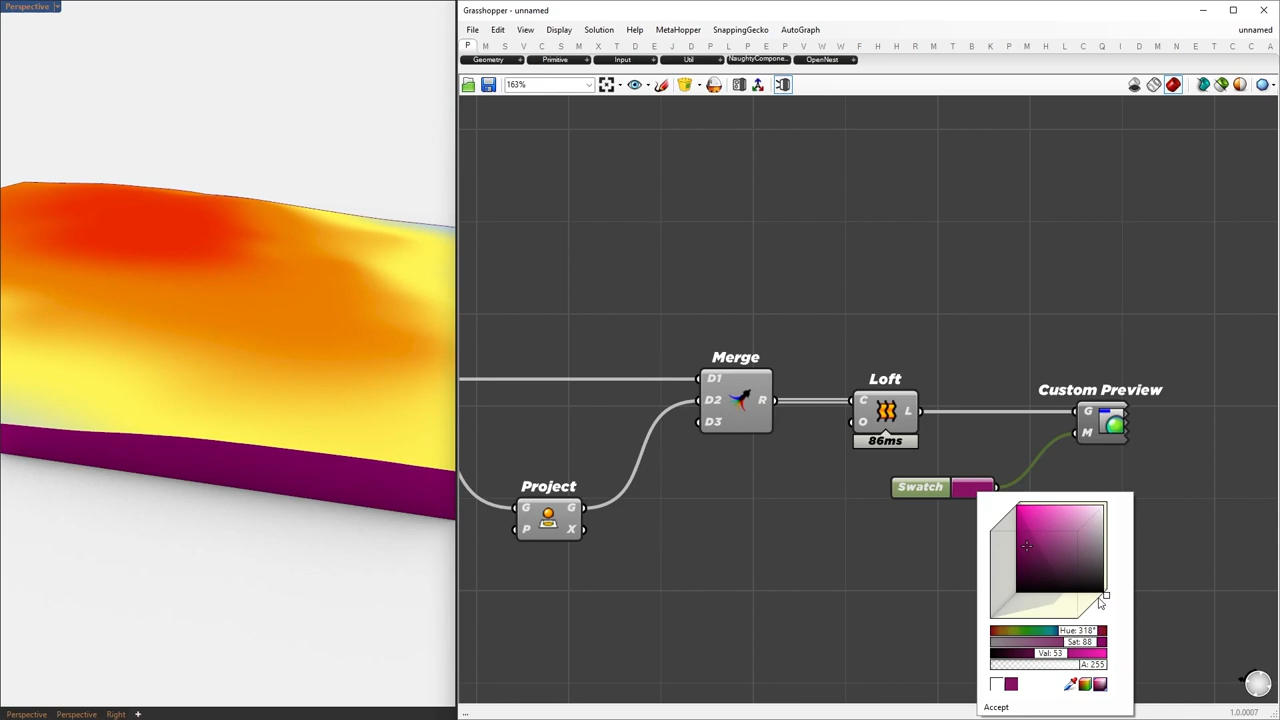 Perspective
Grasshopper - unnamed
File Edit View Display Solution Help MetaHopper SnappingGecko AutoGraph unnamed
P M S V C S M X T D E J D P E P V W W F H H W T B K P M H L C Q I D M W S A
Geometry Primitive Input Util NaughtyCompone... OpenNest
163%
Merge
D1
D2 R
D3
Loft
C L
O
86ms
Custom Preview
G
M
Project
G G
P X
Swatch
Hue: 318°
Sat: 88
Val: 53
A: 255
Accept
Perspective Perspective Right
... 1.0.0007